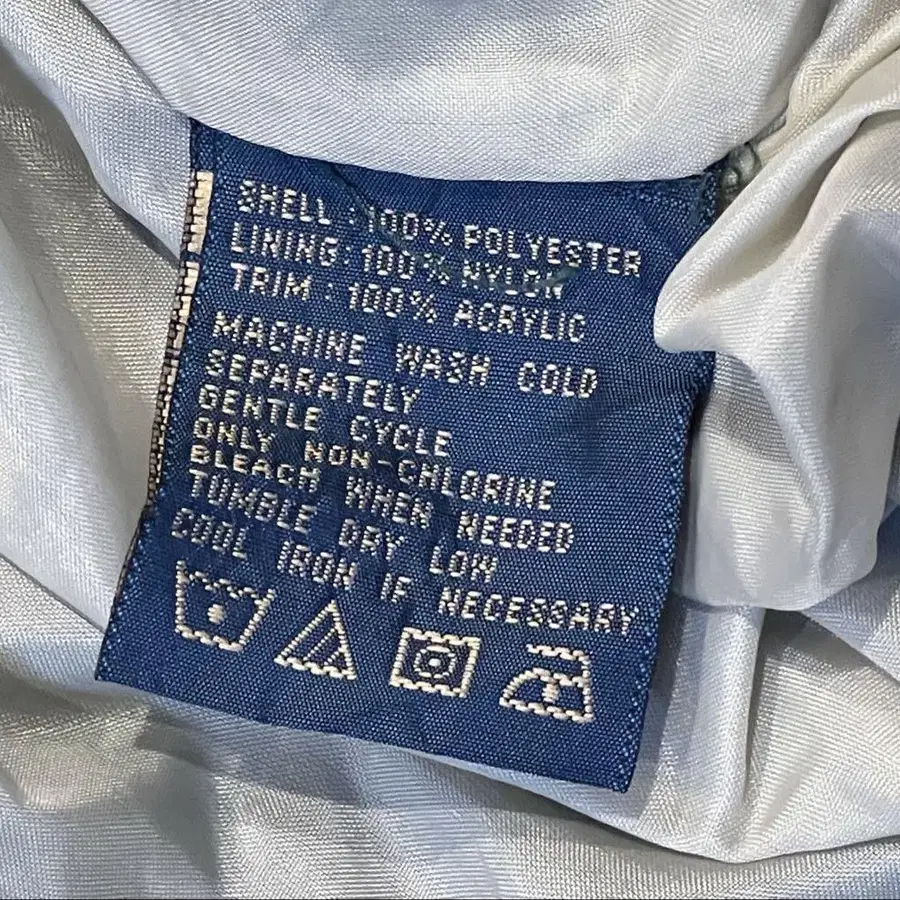 SHELL : 100% POLYESTER
LINING: 100% NYLON
TRIM : 100% ACRYLIC
MACHINE WASH COLD
SEPARATELY
GENTLE CYCLE
ONLY NON-CHLORINE
BLEACH WHEN NEEDED
TUMBLE DRY LOW
COOL IRON IF NECESSARY